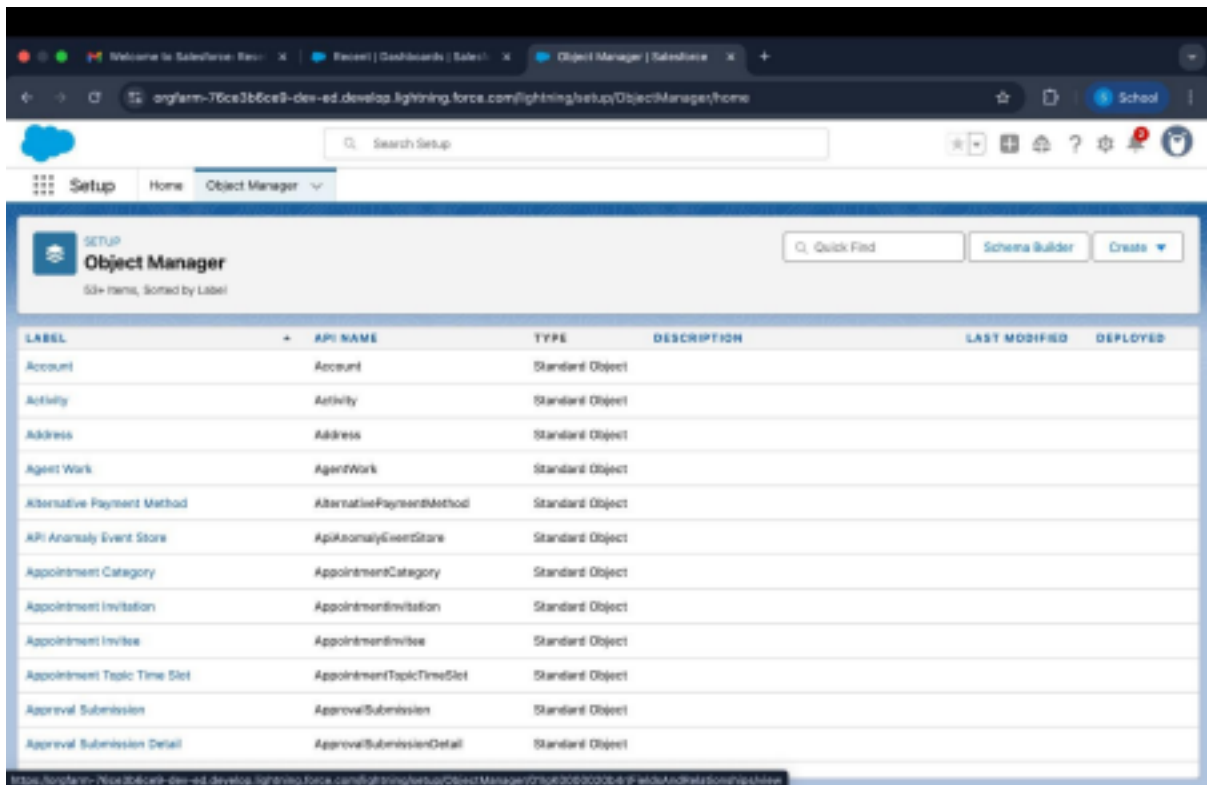 Welcome to Salesforce: Resou
Recent | Dashboards | Salesf
Object Manager | Salesforce
orgfarm-76ce3b6ce9-dev-ed.develop.lightning.force.com/lightning/setup/ObjectManager/home
School
Search Setup
Setup Home Object Manager
SETUP
Object Manager
53+ Items, Sorted by Label
Quick Find
Schema Builder
Create
LABEL API NAME TYPE DESCRIPTION LAST MODIFIED DEPLOYED
Account Account Standard Object
Activity Activity Standard Object
Address Address Standard Object
Agent Work AgentWork Standard Object
Alternative Payment Method AlternativePaymentMethod Standard Object
API Anomaly Event Store ApiAnomalyEventStore Standard Object
Appointment Category AppointmentCategory Standard Object
Appointment Invitation AppointmentInvitation Standard Object
Appointment Invitee AppointmentInvitee Standard Object
Appointment Topic Time Slot AppointmentTopicTimeSlot Standard Object
Approval Submission ApprovalSubmission Standard Object
Approval Submission Detail ApprovalSubmissionDetail Standard Object